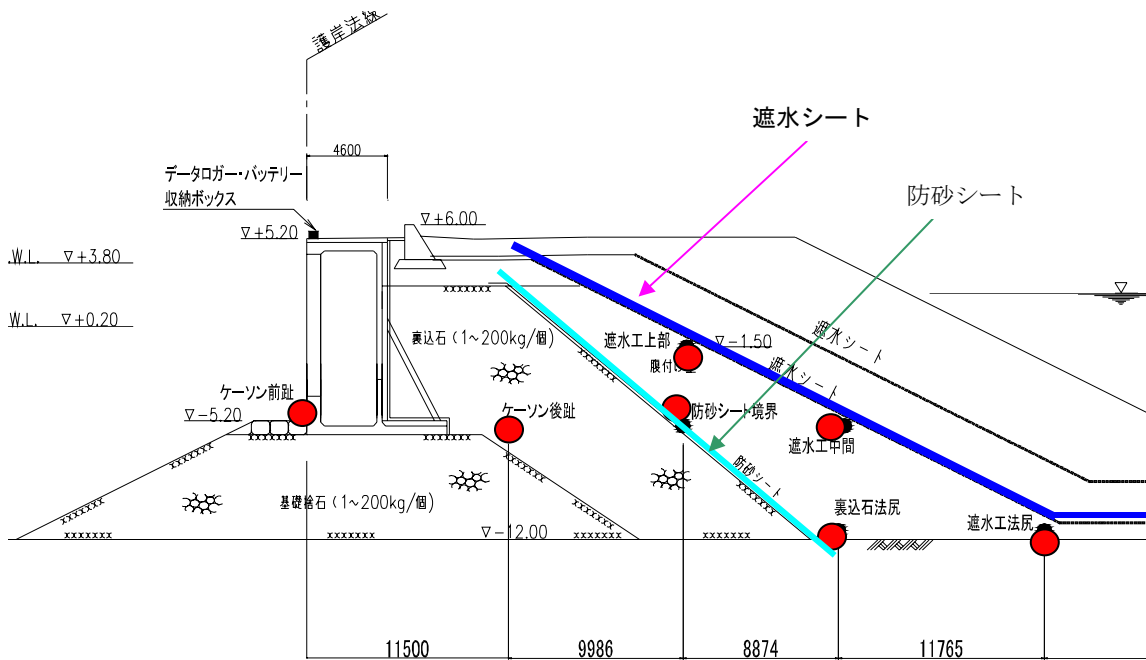 護岸法線
遮水シート
4600
データロガー・バッテリー
収納ボックス
防砂シート
▽+6.00
▽+5.20
.W.L. ▽+3.80
.W.L. ▽+0.20
裏込石(1~200kg/個)
遮水工上部
▽-1.50
遮水シート
遮水シート
腹付け
ケーソン前趾
▽-5.20
ケーソン後趾
防砂シート境界
遮水工中間
防砂シート
基礎捨石(1~200kg/個)
裏込石法尻
遮水工法尻
▽-12.00
11500
9986
8874
11765